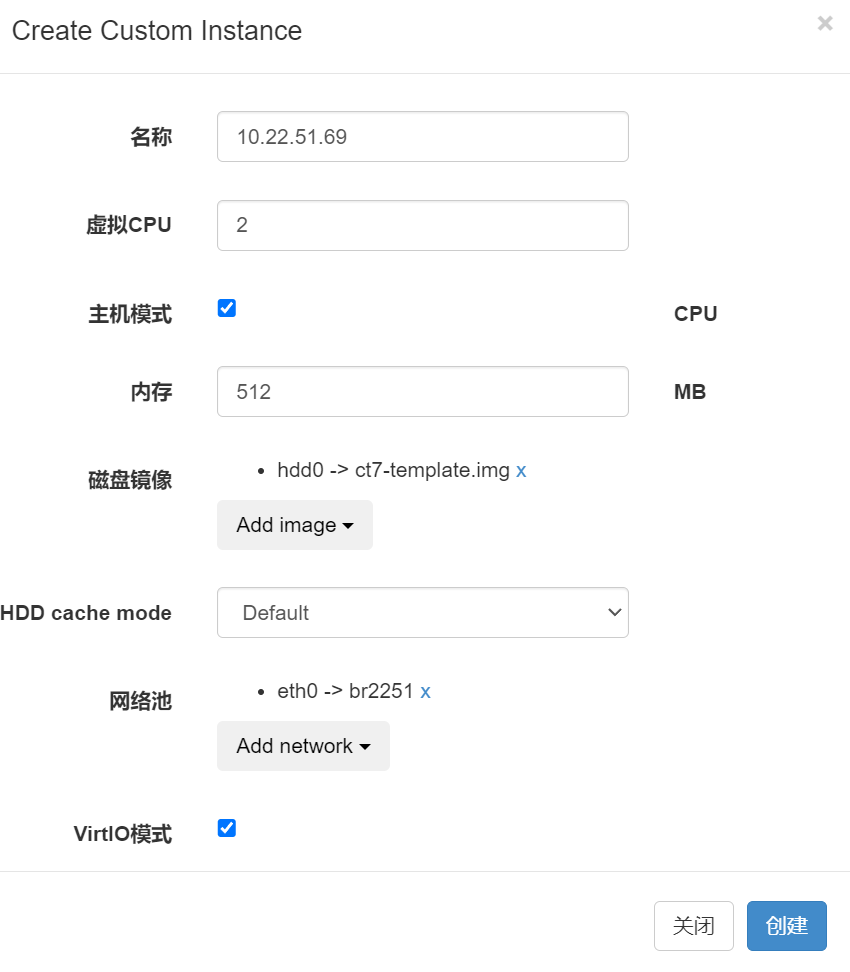 Create Custom Instance
×
名称 10.22.51.69
虚拟CPU 2
主机模式 CPU
内存 512 MB
磁盘镜像 • hdd0 -> ct7-template.img x
Add image
HDD cache mode Default
网络池 • eth0 -> br2251 x
Add network
VirtIO模式
关闭 创建